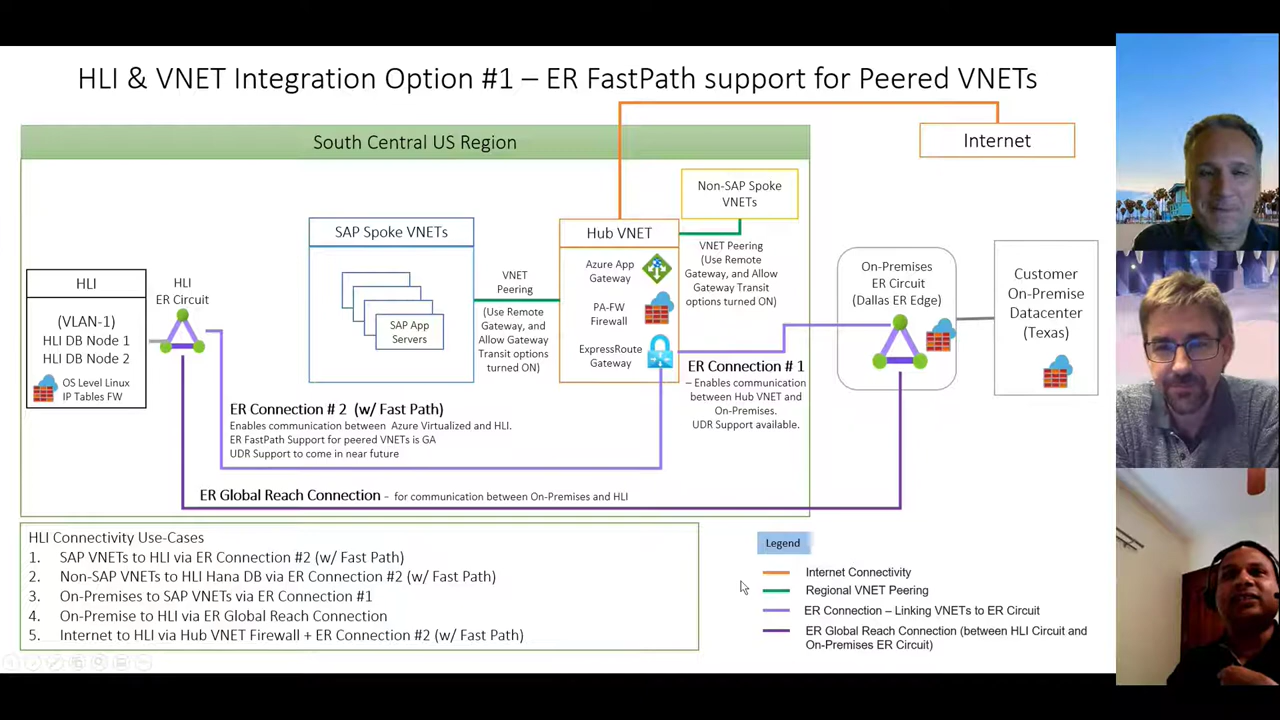 HLI & VNET Integration Option #1 – ER FastPath support for Peered VNETs
Internet
South Central US Region
Non-SAP Spoke
VNETs
SAP Spoke VNETs
Hub VNET
VNET Peering
(Use Remote
Gateway, and Allow
Gateway Transit
options turned ON)
Azure App
Gateway
PA-FW
Firewall
ExpressRoute
Gateway
VNET
Peering
(Use Remote
Gateway, and
Allow Gateway
Transit options
turned ON)
SAP App
Servers
HLI
(VLAN-1)
HLI DB Node 1
HLI DB Node 2
OS Level Linux
IP Tables FW
HLI
ER Circuit
On-Premises
ER Circuit
(Dallas ER Edge)
Customer
On-Premise
Datacenter
(Texas)
ER Connection # 1
– Enables communication
between Hub VNET and
On-Premises.
UDR Support available.
ER Connection # 2 (w/ Fast Path)
Enables communication between Azure Virtualized and HLI.
ER FastPath Support for peered VNETs is GA
UDR Support to come in near future
ER Global Reach Connection – for communication between On-Premises and HLI
HLI Connectivity Use-Cases
1. SAP VNETs to HLI via ER Connection #2 (w/ Fast Path)
2. Non-SAP VNETs to HLI Hana DB via ER Connection #2 (w/ Fast Path)
3. On-Premises to SAP VNETs via ER Connection #1
4. On-Premise to HLI via ER Global Reach Connection
5. Internet to HLI via Hub VNET Firewall + ER Connection #2 (w/ Fast Path)
Legend
Internet Connectivity
Regional VNET Peering
ER Connection – Linking VNETs to ER Circuit
ER Global Reach Connection (between HLI Circuit and
On-Premises ER Circuit)